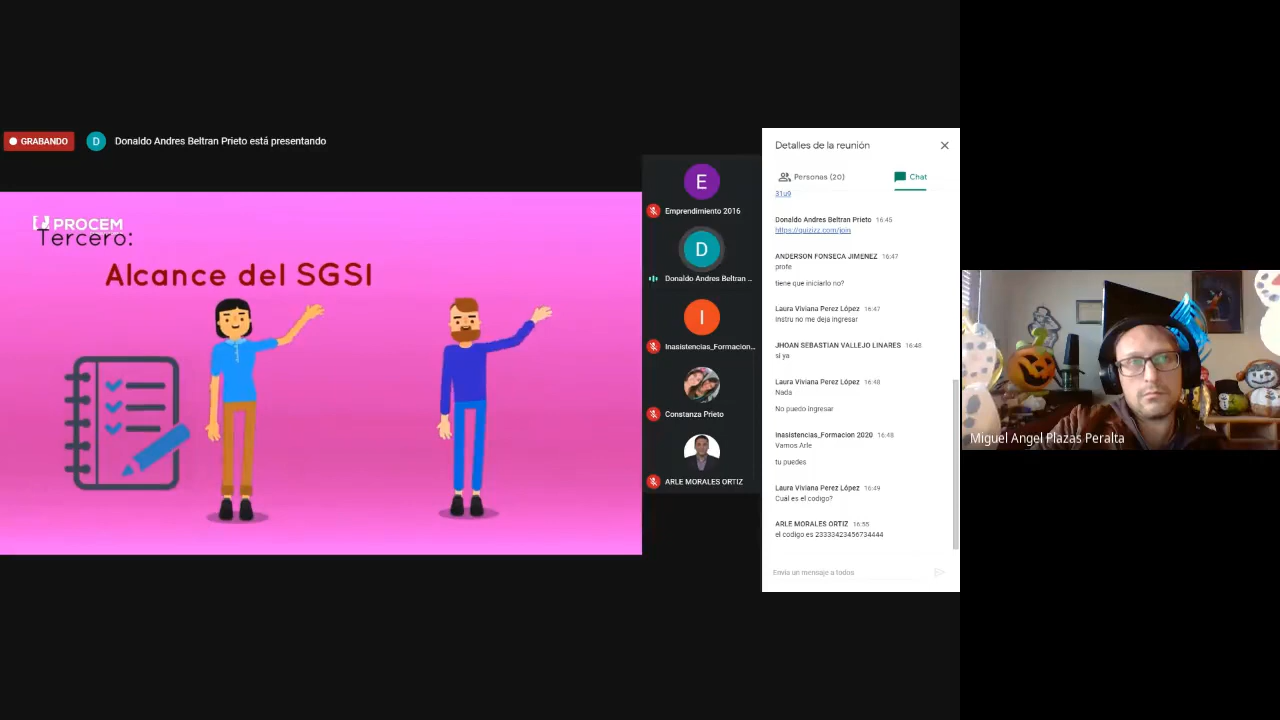 GRABANDO
D
Donaldo Andres Beltran Prieto está presentando
PROCEM
Tercero:
Alcance del SGSI
E
Emprendimiento 2016
D
Donaldo Andres Beltran ...
I
Inasistencias_Formacion...
Constanza Prieto
ARLE MORALES ORTIZ
Detalles de la reunión
Personas (20)
Chat
31u9
Donaldo Andres Beltran Prieto 16:45
https://quizizz.com/join
ANDERSON FONSECA JIMENEZ 16:47
profe
tiene que iniciarlo no?
Laura Viviana Perez López 16:47
Instru no me deja ingresar
JHOAN SEBASTIAN VALLEJO LINARES 16:48
si ya
Laura Viviana Perez López 16:48
Nada
No puedo ingresar
Inasistencias_Formacion 2020 16:48
Vamos Arle
tu puedes
Laura Viviana Perez López 16:49
Cuál es el codigo?
ARLE MORALES ORTIZ 16:55
el codigo es 23333423456734444
Envía un mensaje a todos
Miguel Angel Plazas Peralta